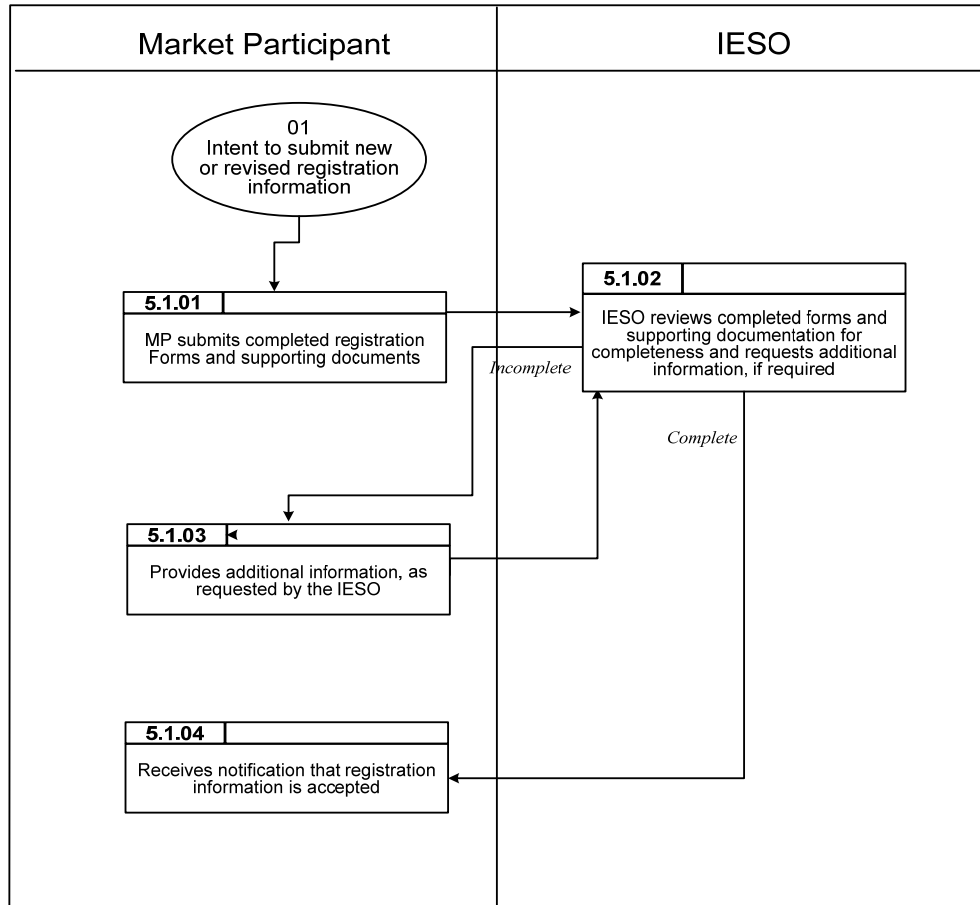 Market Participant
IESO
01
Intent to submit new
or revised registration
information
5.1.01
MP submits completed registration
Forms and supporting documents
5.1.02
IESO reviews completed forms and
supporting documentation for
completeness and requests additional
information, if required
Incomplete
Complete
5.1.03
Provides additional information, as
requested by the IESO
5.1.04
Receives notification that registration
information is accepted